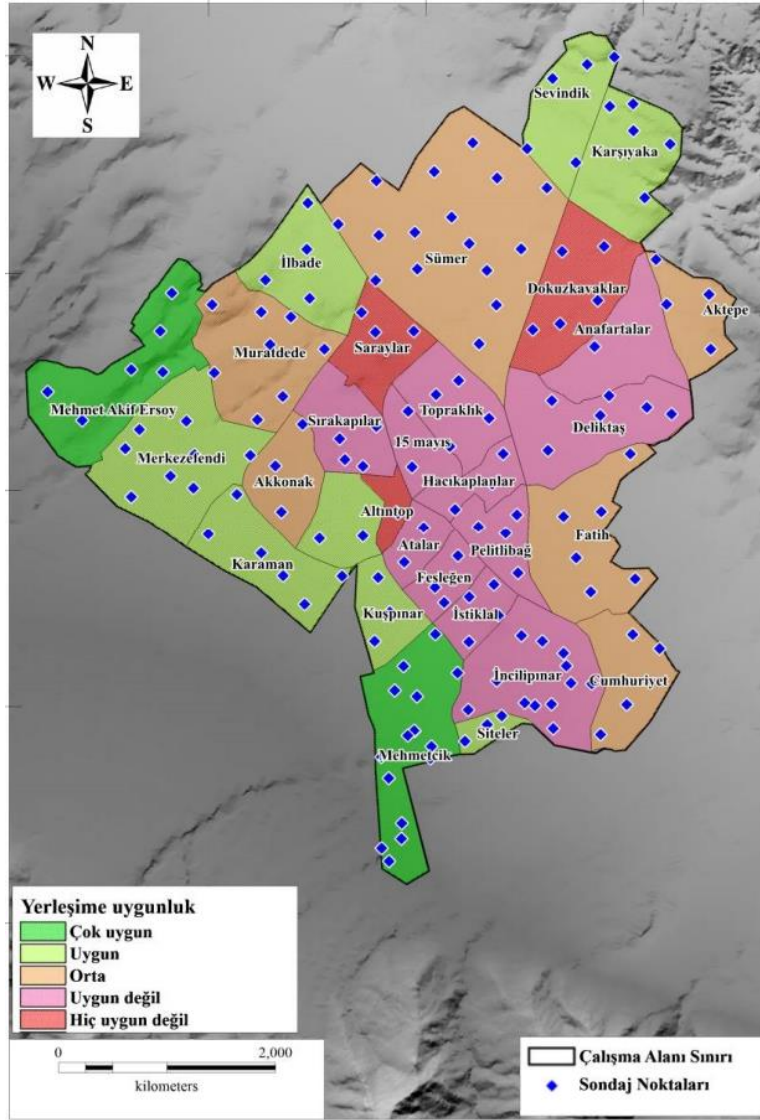 N
W E
S
Sevindik
Karşıyaka
İlbade
Sümer
Dokuzkavaklar
Aktepe
Anafartalar
Saraylar
Muratdede
Mehmet Akif Ersoy
Sırakapılar
Topraklık
Deliktaş
15 mayıs
Merkezefendi
Akkonak
Hacıkaplanlar
Altıntop
Fatih
Atalar
Pelitlibağ
Karaman
Fesleğen
Kuşpınar
İstiklal
İncilipınar
Cumhuriyet
Siteler
Mehmetcik
Yerleşime uygunluk
Çok uygun
Uygun
Orta
Uygun değil
Hiç uygun değil
0 2,000
kilometers
Çalışma Alanı Sınırı
Sondaj Noktaları